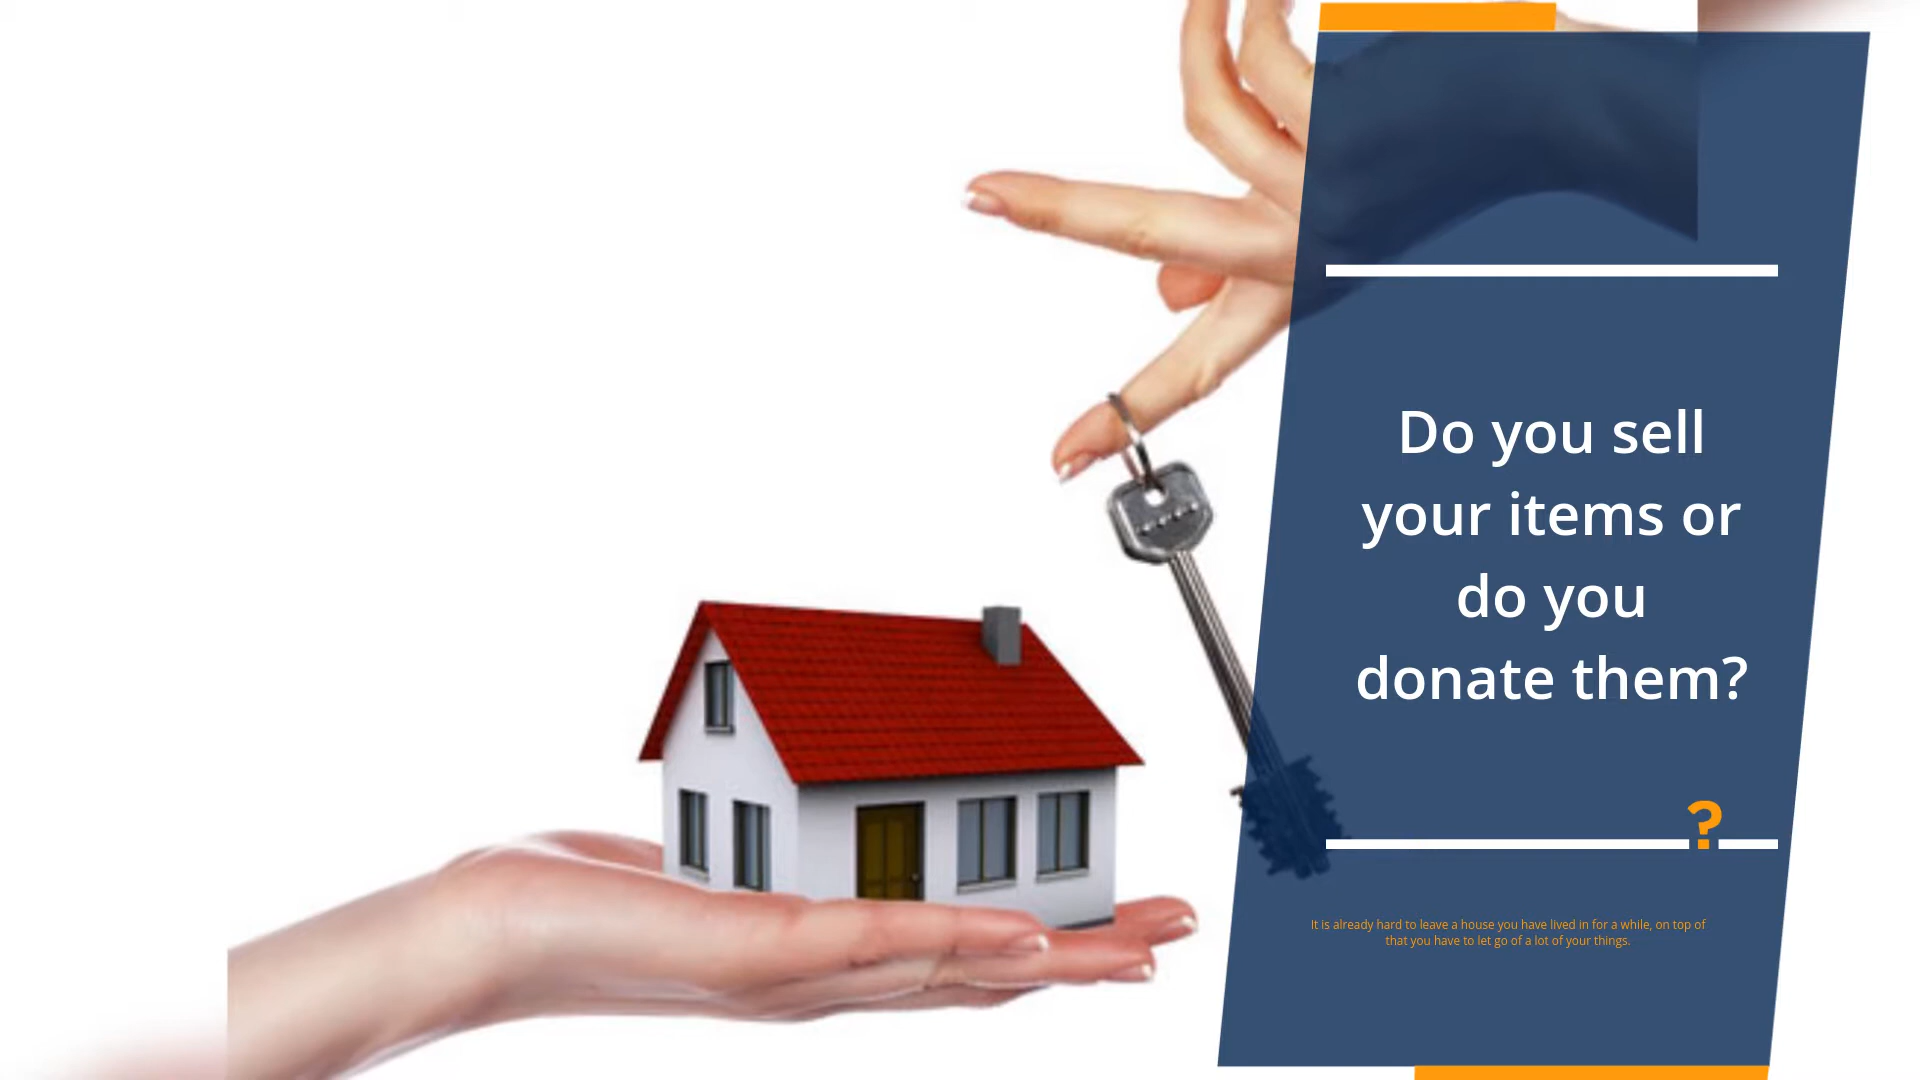 Do you sell
your items or
do you
donate them?
?
It is already hard to leave a house you have lived in for a while, on top of
that you have to let go of a lot of your things.